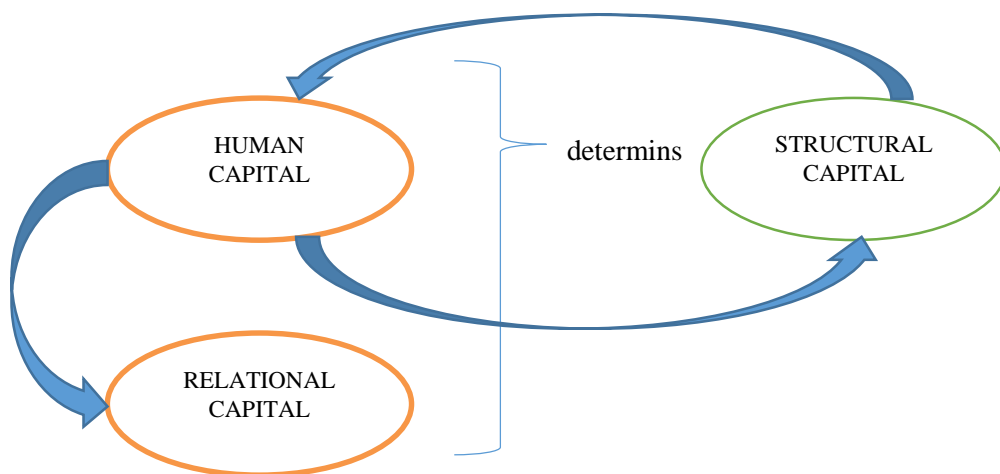 HUMAN
CAPITAL
determins
STRUCTURAL
CAPITAL
RELATIONAL
CAPITAL